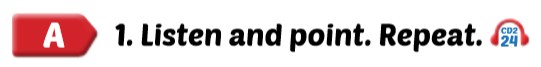 A 1. Listen and point. Repeat. CD2 24